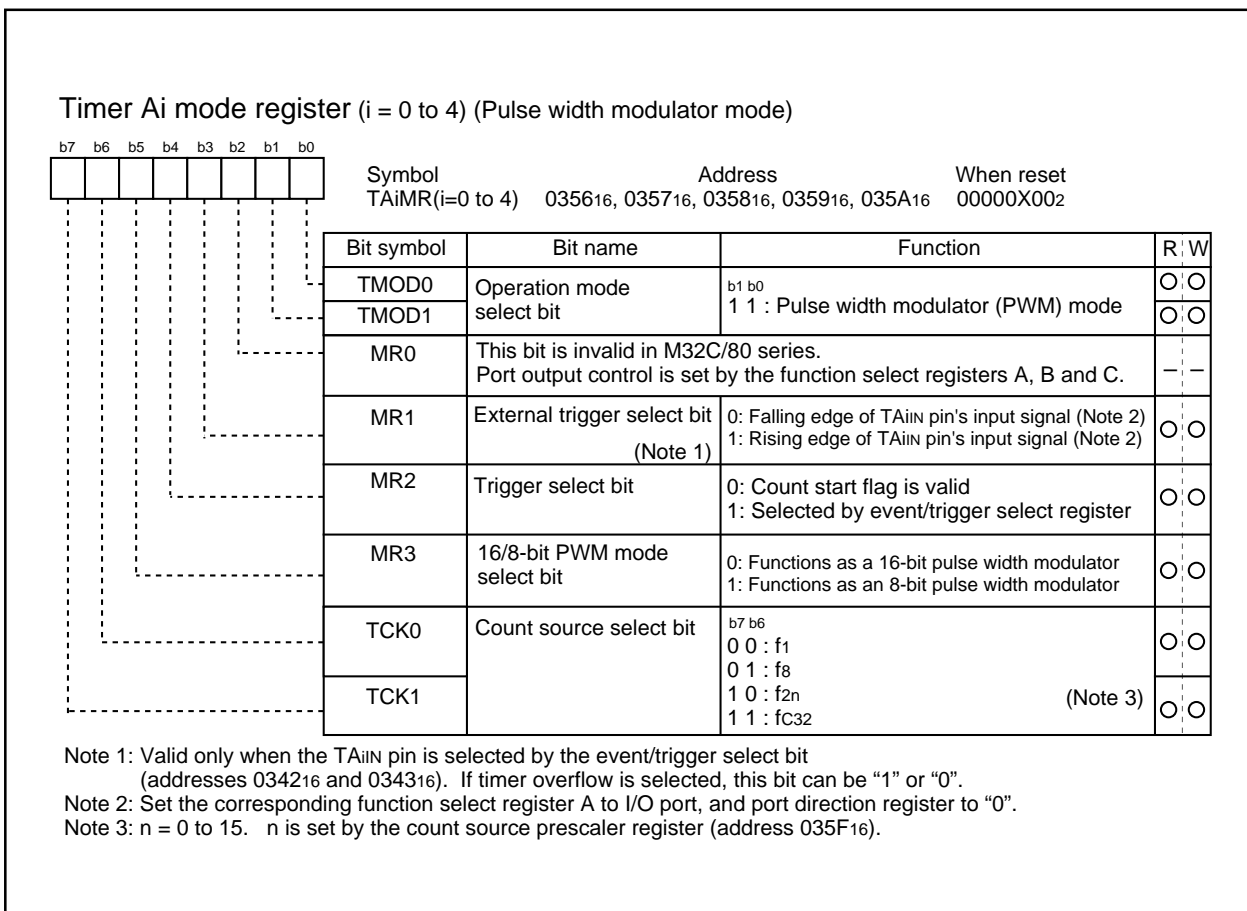 Timer Ai mode register (i = 0 to 4) (Pulse width modulator mode)
b7 b6 b5 b4 b3 b2 b1 b0
Symbol Address When reset
TAiMR(i=0 to 4) 035616, 035716, 035816, 035916, 035A16 00000X002
Bit symbol Bit name Function R W
TMOD0
TMOD1
Operation mode
select bit
b1 b0
1 1 : Pulse width modulator (PWM) mode
MR0
This bit is invalid in M32C/80 series.
Port output control is set by the function select registers A, B and C.
– –
MR1
External trigger select bit
(Note 1)
0: Falling edge of TAiIN pin's input signal (Note 2)
1: Rising edge of TAiIN pin's input signal (Note 2)
MR2
Trigger select bit
0: Count start flag is valid
1: Selected by event/trigger select register
MR3
16/8-bit PWM mode
select bit
0: Functions as a 16-bit pulse width modulator
1: Functions as an 8-bit pulse width modulator
TCK0
TCK1
Count source select bit
b7 b6
0 0 : f1
0 1 : f8
1 0 : f2n (Note 3)
1 1 : fC32
Note 1: Valid only when the TAiIN pin is selected by the event/trigger select bit
(addresses 034216 and 034316). If timer overflow is selected, this bit can be “1” or “0”.
Note 2: Set the corresponding function select register A to I/O port, and port direction register to “0”.
Note 3: n = 0 to 15. n is set by the count source prescaler register (address 035F16).